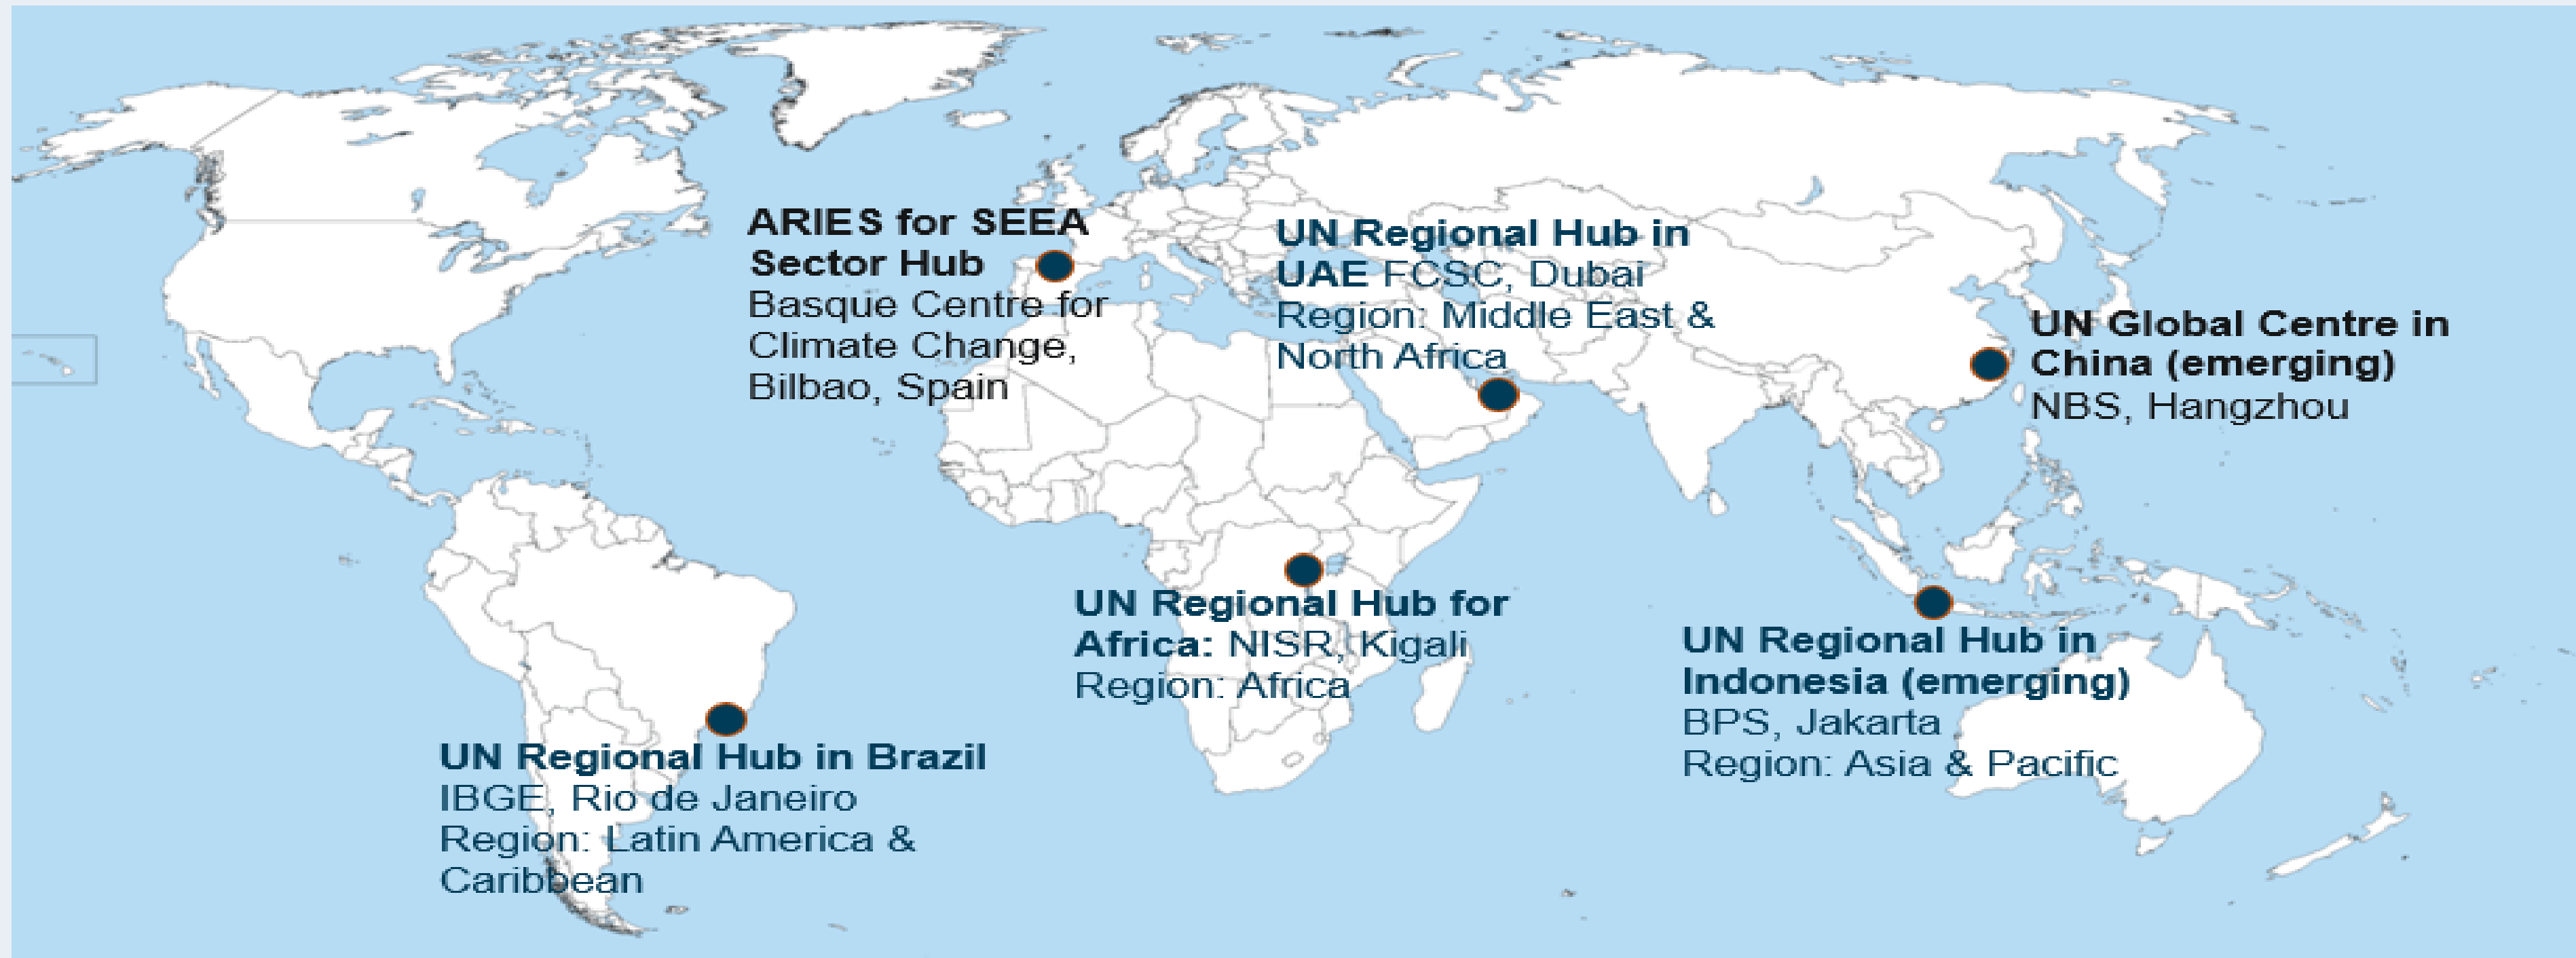 ARIES for SEEA
Sector Hub
Basque Centre for
Climate Change,
Bilbao, Spain
UN Regional Hub in
UAE FCSC, Dubai
Region: Middle East &
North Africa
UN Global Centre in
China (emerging)
NBS, Hangzhou
UN Regional Hub for
Africa: NISR, Kigali
Region: Africa
UN Regional Hub in
Indonesia (emerging)
BPS, Jakarta
Region: Asia & Pacific
UN Regional Hub in Brazil
IBGE, Rio de Janeiro
Region: Latin America &
Caribbean